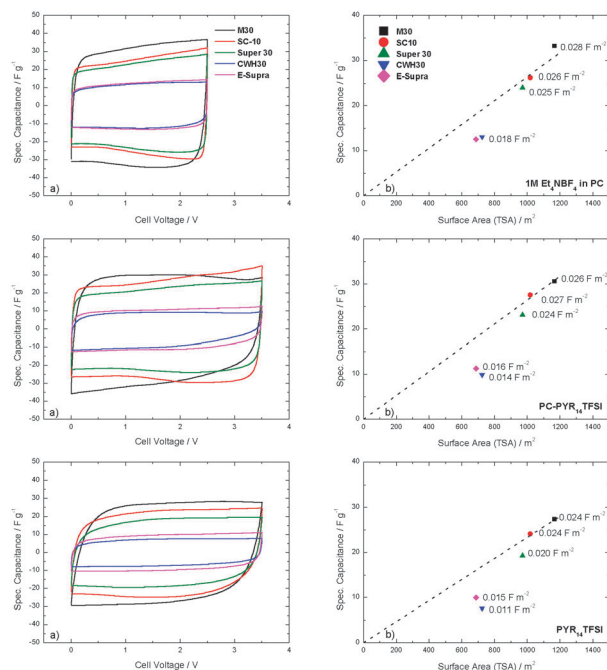 Spec. Capacitance / F g⁻¹
50
40
30
20
10
0
-10
-20
-30
-40
-50
M30
SC-10
Super 30
CWH30
E-Supra
a)
0 1 2 3 4
Cell Voltage / V
Spec. Capacitance / F g⁻¹
40
30
20
10
0
M30
SC10
Super 30
CWH30
E-Supra
0.028 F m⁻²
0.026 F m⁻²
0.025 F m⁻²
0.018 F m⁻²
b)
1M Et₄NBF₄ in PC
0 200 400 600 800 1000 1200 1400
Surface Area (TSA) / m²
Spec. Capacitance / F g⁻¹
50
40
30
20
10
0
-10
-20
-30
-40
-50
a)
0 1 2 3 4
Cell Voltage / V
Spec. Capacitance / F g⁻¹
40
30
20
10
0
0.026 F m⁻²
0.027 F m⁻²
0.024 F m⁻²
0.016 F m⁻²
0.014 F m⁻²
b)
PC-PYR₁₄TFSI
0 200 400 600 800 1000 1200 1400
Surface Area (TSA) / m²
Spec. Capacitance / F g⁻¹
50
40
30
20
10
0
-10
-20
-30
-40
-50
a)
0 1 2 3 4
Cell Voltage / V
Spec. Capacitance / F g⁻¹
40
30
20
10
0
0.024 F m⁻²
0.024 F m⁻²
0.020 F m⁻²
0.015 F m⁻²
0.011 F m⁻²
b)
PYR₁₄TFSI
0 200 400 600 800 1000 1200 1400
Surface Area (TSA) / m²